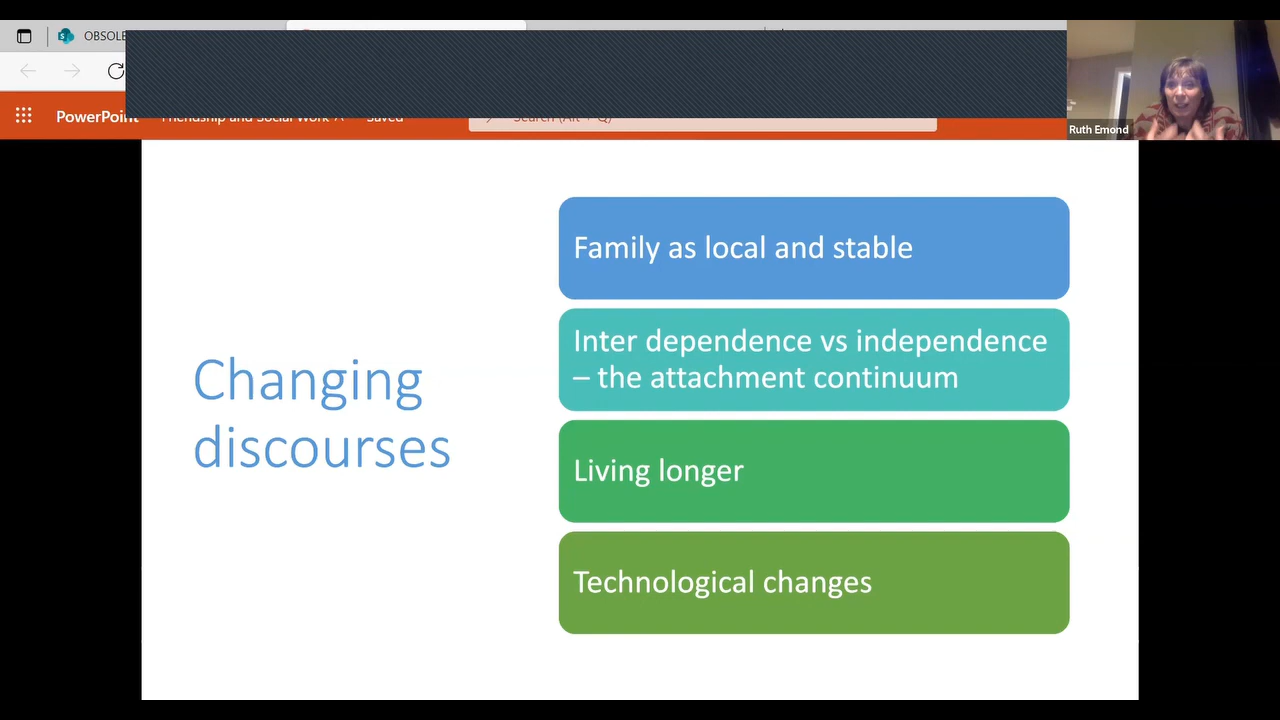 OBSOLE
PowerPoint
Friendship and Social Work
Saved
Search (Alt + Q)
Ruth Emond
Changing
discourses
Family as local and stable
Inter dependence vs independence
– the attachment continuum
Living longer
Technological changes